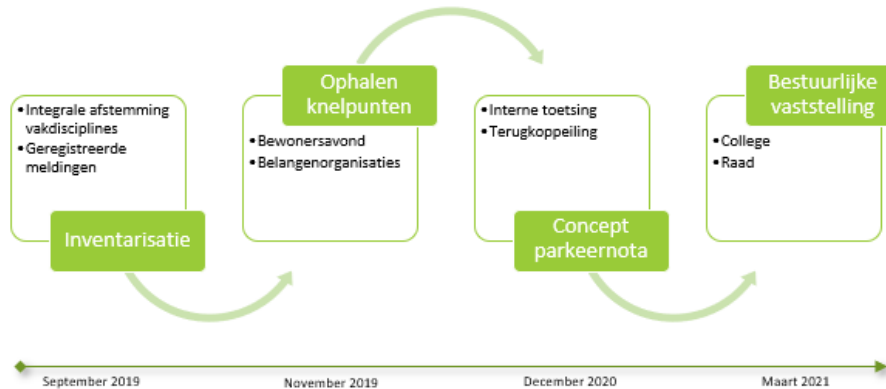 • Integrale afstemming
vakdisciplines
• Geregistreerde
meldingen
Inventarisatie
Ophalen
knelpunten
• Bewonersavond
• Belangenorganisaties
• Interne toetsing
• Terugkoppeiling
Concept
parkeernota
Bestuurlijke
vaststelling
• College
• Raad
September 2019
November 2019
December 2020
Maart 2021